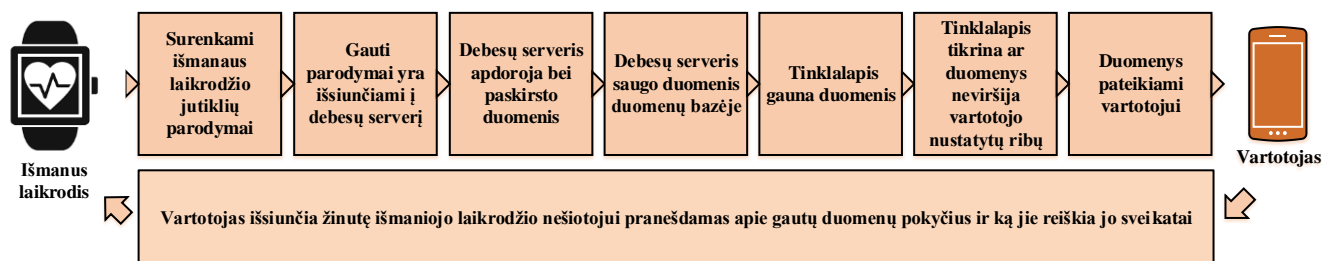 Išmanus
laikrodis
Surenkami
išmanaus
laikrodžio
jutiklių
parodymai
Gauti
parodymai yra
išsiunčiami į
debesų serverį
Debesų serveris
apdoroja bei
paskirsto
duomenis
Debesų serveris
saugo duomenis
duomenų bazėje
Tinklalapis
gauna duomenis
Tinklalapis
tikrina ar
duomenys
neviršija
vartotojo
nustatytų ribų
Duomenys
pateikiami
vartotojui
Vartotojas
Vartotojas išsiunčia žinutę išmaniojo laikrodžio nešiotojui pranešdamas apie gautų duomenų pokyčius ir ką jie reiškia jo sveikatai